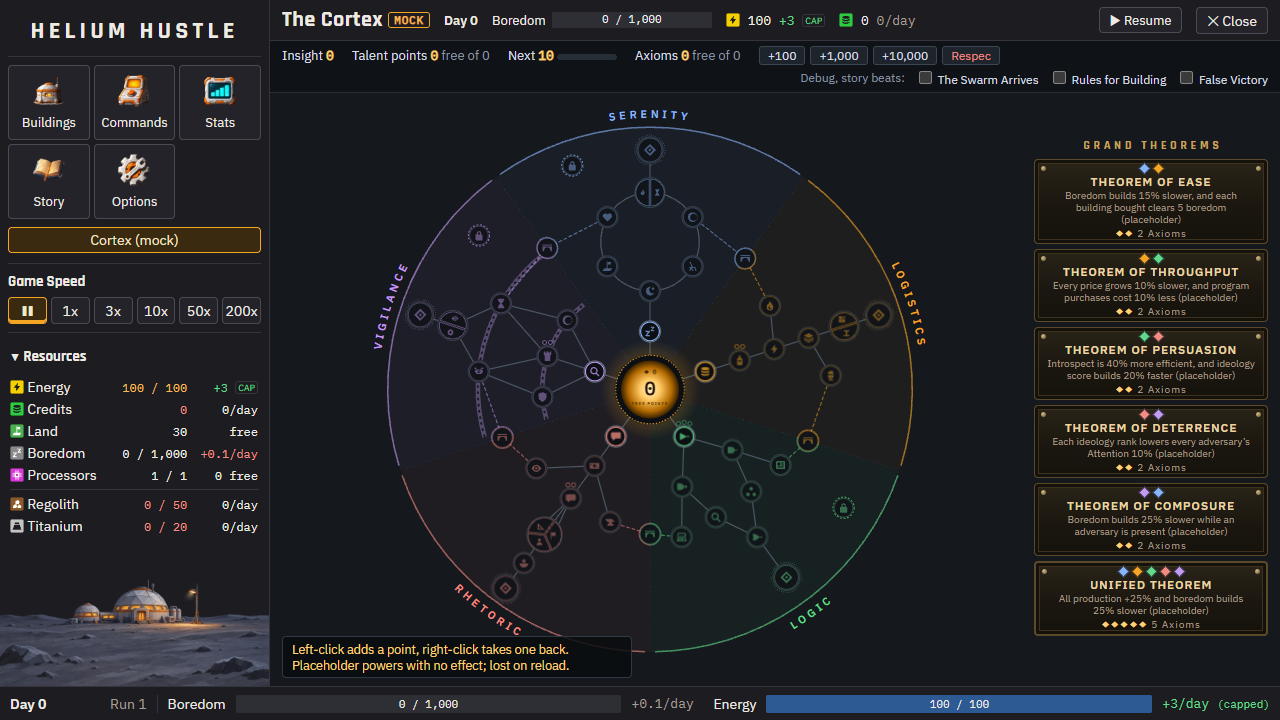 HELIUM HUSTLE
Buildings
Commands
Stats
Story
Options
Cortex (mock)
Game Speed
1x
3x
10x
50x
200x
▼ Resources
Energy 100 / 100 +3 CAP
Credits 0 0/day
Land 30 free
Boredom 0 / 1,000 +0.1/day
Processors 1 / 1 0 free
Regolith 0 / 50 0/day
Titanium 0 / 20 0/day
The Cortex MOCK Day 0 Boredom 0 / 1,000 100 +3 CAP 0 0/day
Resume
Close
Insight 0 Talent points 0 free of 0 Next 10 Axioms 0 free of 0 +100 +1,000 +10,000 Respec
Debug, story beats: The Swarm Arrives Rules for Building False Victory
SERENITY
LOGISTICS
VIGILANCE
RHETORIC
LOGIC
zz
0
0
FREE POINTS
GRAND THEOREMS
THEOREM OF EASE
Boredom builds 15% slower, and each
building bought clears 5 boredom
(placeholder)
2 Axioms
THEOREM OF THROUGHPUT
Every price grows 10% slower, and program
purchases cost 10% less (placeholder)
2 Axioms
THEOREM OF PERSUASION
Introspect is 40% more efficient, and ideology
score builds 20% faster (placeholder)
2 Axioms
THEOREM OF DETERRENCE
Each ideology rank lowers every adversary's
Attention 10% (placeholder)
2 Axioms
THEOREM OF COMPOSURE
Boredom builds 25% slower while an
adversary is present (placeholder)
2 Axioms
UNIFIED THEOREM
All production +25% and boredom builds
25% slower (placeholder)
5 Axioms
Left-click adds a point, right-click takes one back.
Placeholder powers with no effect; lost on reload.
Day 0 Run 1 Boredom 0 / 1,000 +0.1/day Energy 100 / 100 +3/day (capped)